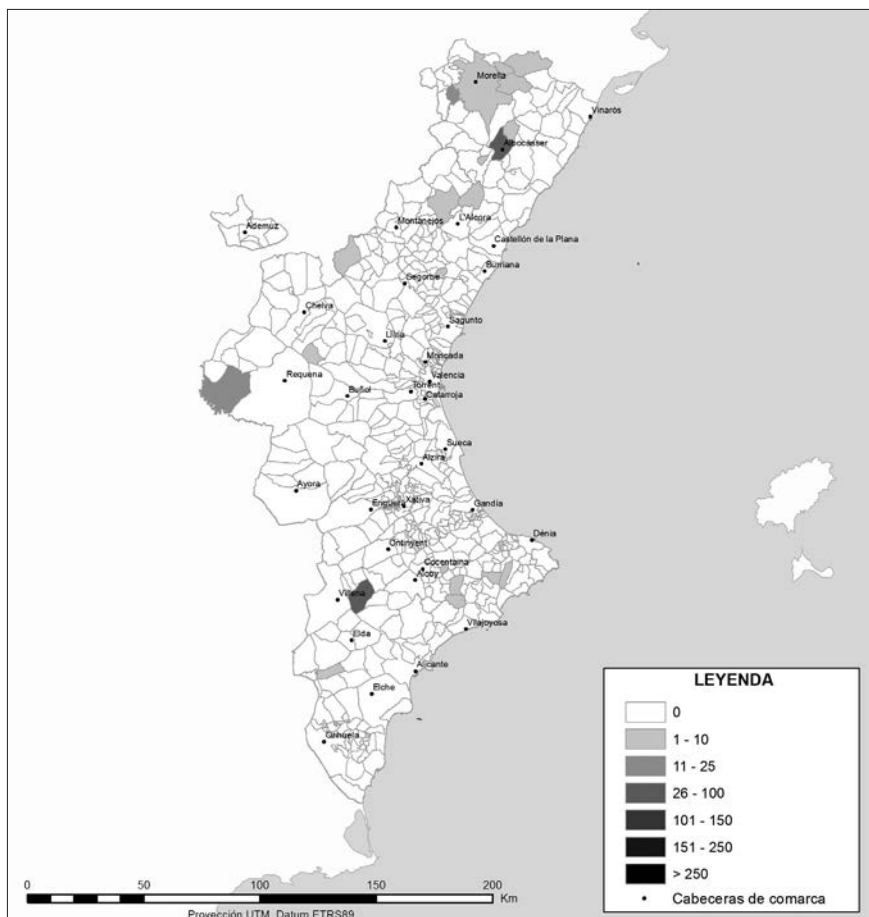 Morella
Vinaròs
Albocásser
Ademuz
Montanejos
L'Alcora
Castellón de la Plana
Burriana
Segorbe
Chelva
Sagunto
Llíria
Moncada
Valencia
Requena
Torrent
Buñol
Catarroja
Sueca
Alzira
Ayora
Xativa
Enguera
Gandía
Dénia
Ontinyent
Cocentaina
Alcoy
Villena
Vilajoyosa
Elda
Alicante
Elche
Orihuela
LEYENDA
0
1 - 10
11 - 25
26 - 100
101 - 150
151 - 250
> 250
Cabeceras de comarca
0 50 100 150 200
Km
Proyección UTM. Datum ETRS89